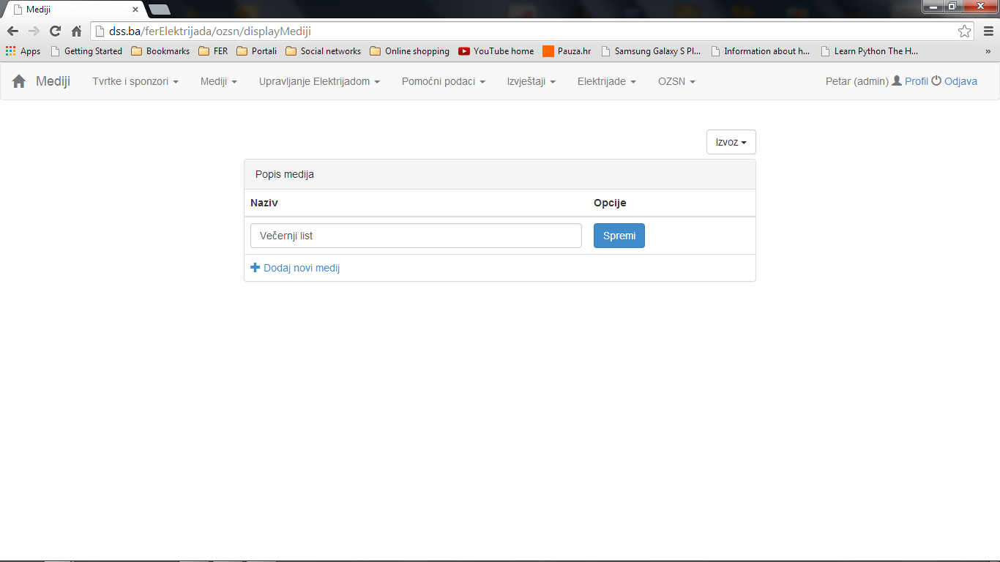 Mediji
dss.ba/ferElektrijada/ozsn/displayMediji
Apps Getting Started Bookmarks FER Portali Social networks Online shopping YouTube home Pauza.hr Samsung Galaxy S Pl... Information about h... Learn Python The H... »
Mediji Tvrtke i sponzori Mediji Upravljanje Elektrijadom Pomoćni podaci Izvještaji Elektrijade OZSN Petar (admin) Profil Odjava
Izvoz
Popis medija
Naziv Opcije
Večernji list Spremi
Dodaj novi medij